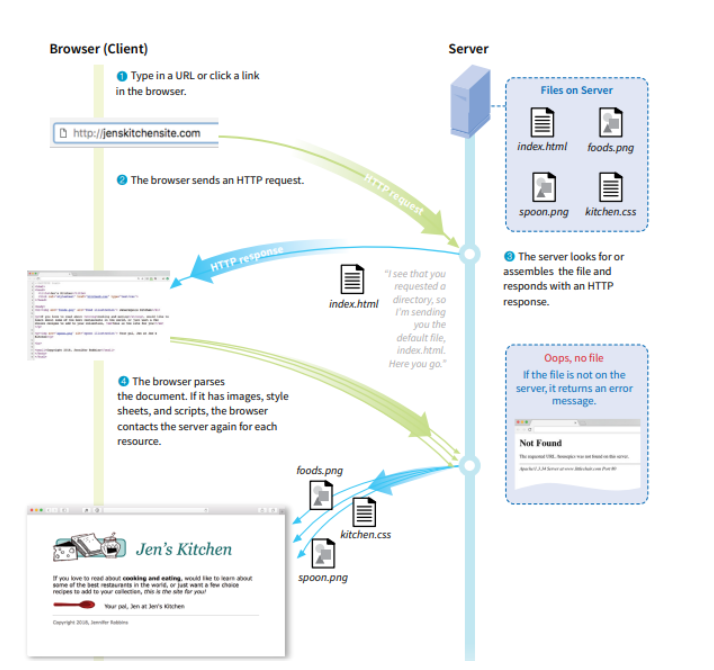 Browser (Client)
Server
1 Type in a URL or click a link
in the browser.
http://jenskitchensite.com
2 The browser sends an HTTP request.
HTTP request
Files on Server
index.html
foods.png
spoon.png
kitchen.css
HTTP response
index.html
"I see that you
requested a
directory, so
I'm sending
you the
default file,
index.html.
Here you go."
3 The server looks for or
assembles the file and
responds with an HTTP
response.
Oops, no file
If the file is not on the
server, it returns an error
message.
Not Found
The requested URL, was not found on this server.
4 The browser parses
the document. If it has images, style
sheets, and scripts, the browser
contacts the server again for each
resource.
foods.png
kitchen.css
spoon.png
Jen's Kitchen
If you love to read about cooking and eating, would like to learn about
some of the best restaurants in the world, or just want a few choice
recipes to add to your collection, this is the site for you!
Your pal, Jen at Jen's Kitchen
Copyright 2018, Jennifer Robbins